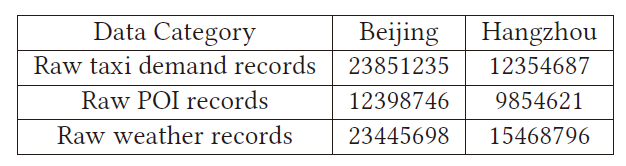 Data Category Beijing Hangzhou
Raw taxi demand records 23851235 12354687
Raw POI records 12398746 9854621
Raw weather records 23445698 15468796